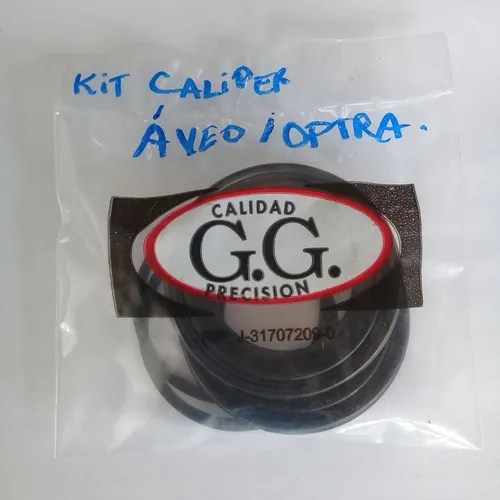 KIT CALIPER
ÁVEO / OPTRA.
CALIDAD
G.G.
PRECISION
J-31707209-0